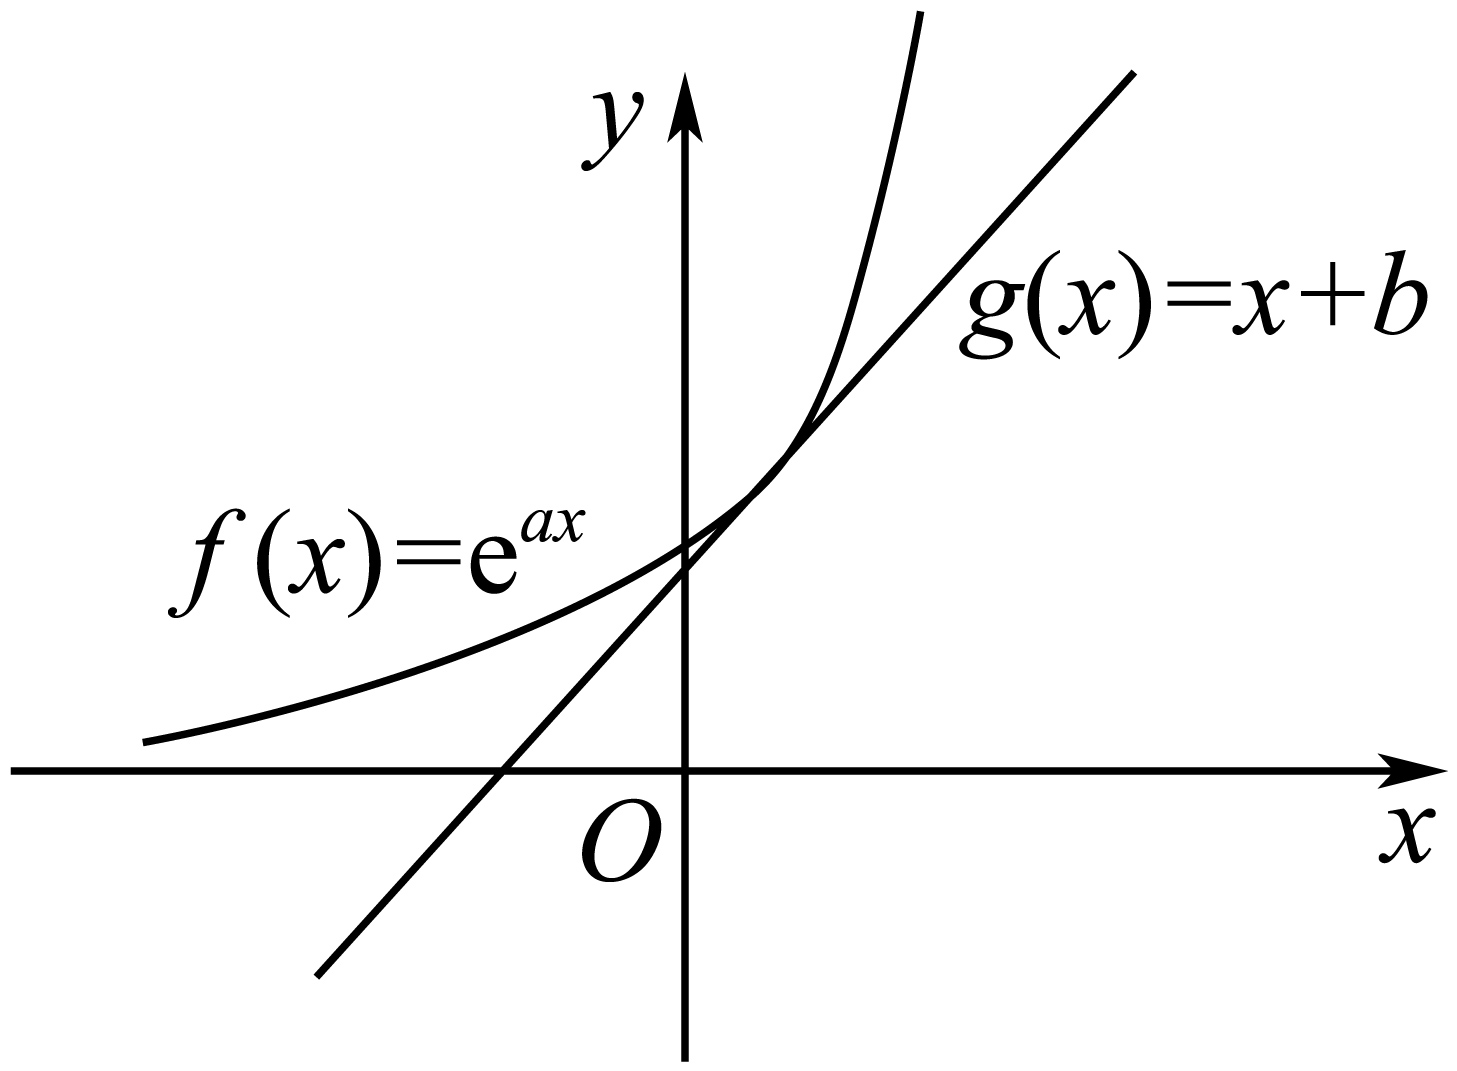 y
g(x)=x+b
f(x)=e^{ax}
O
x